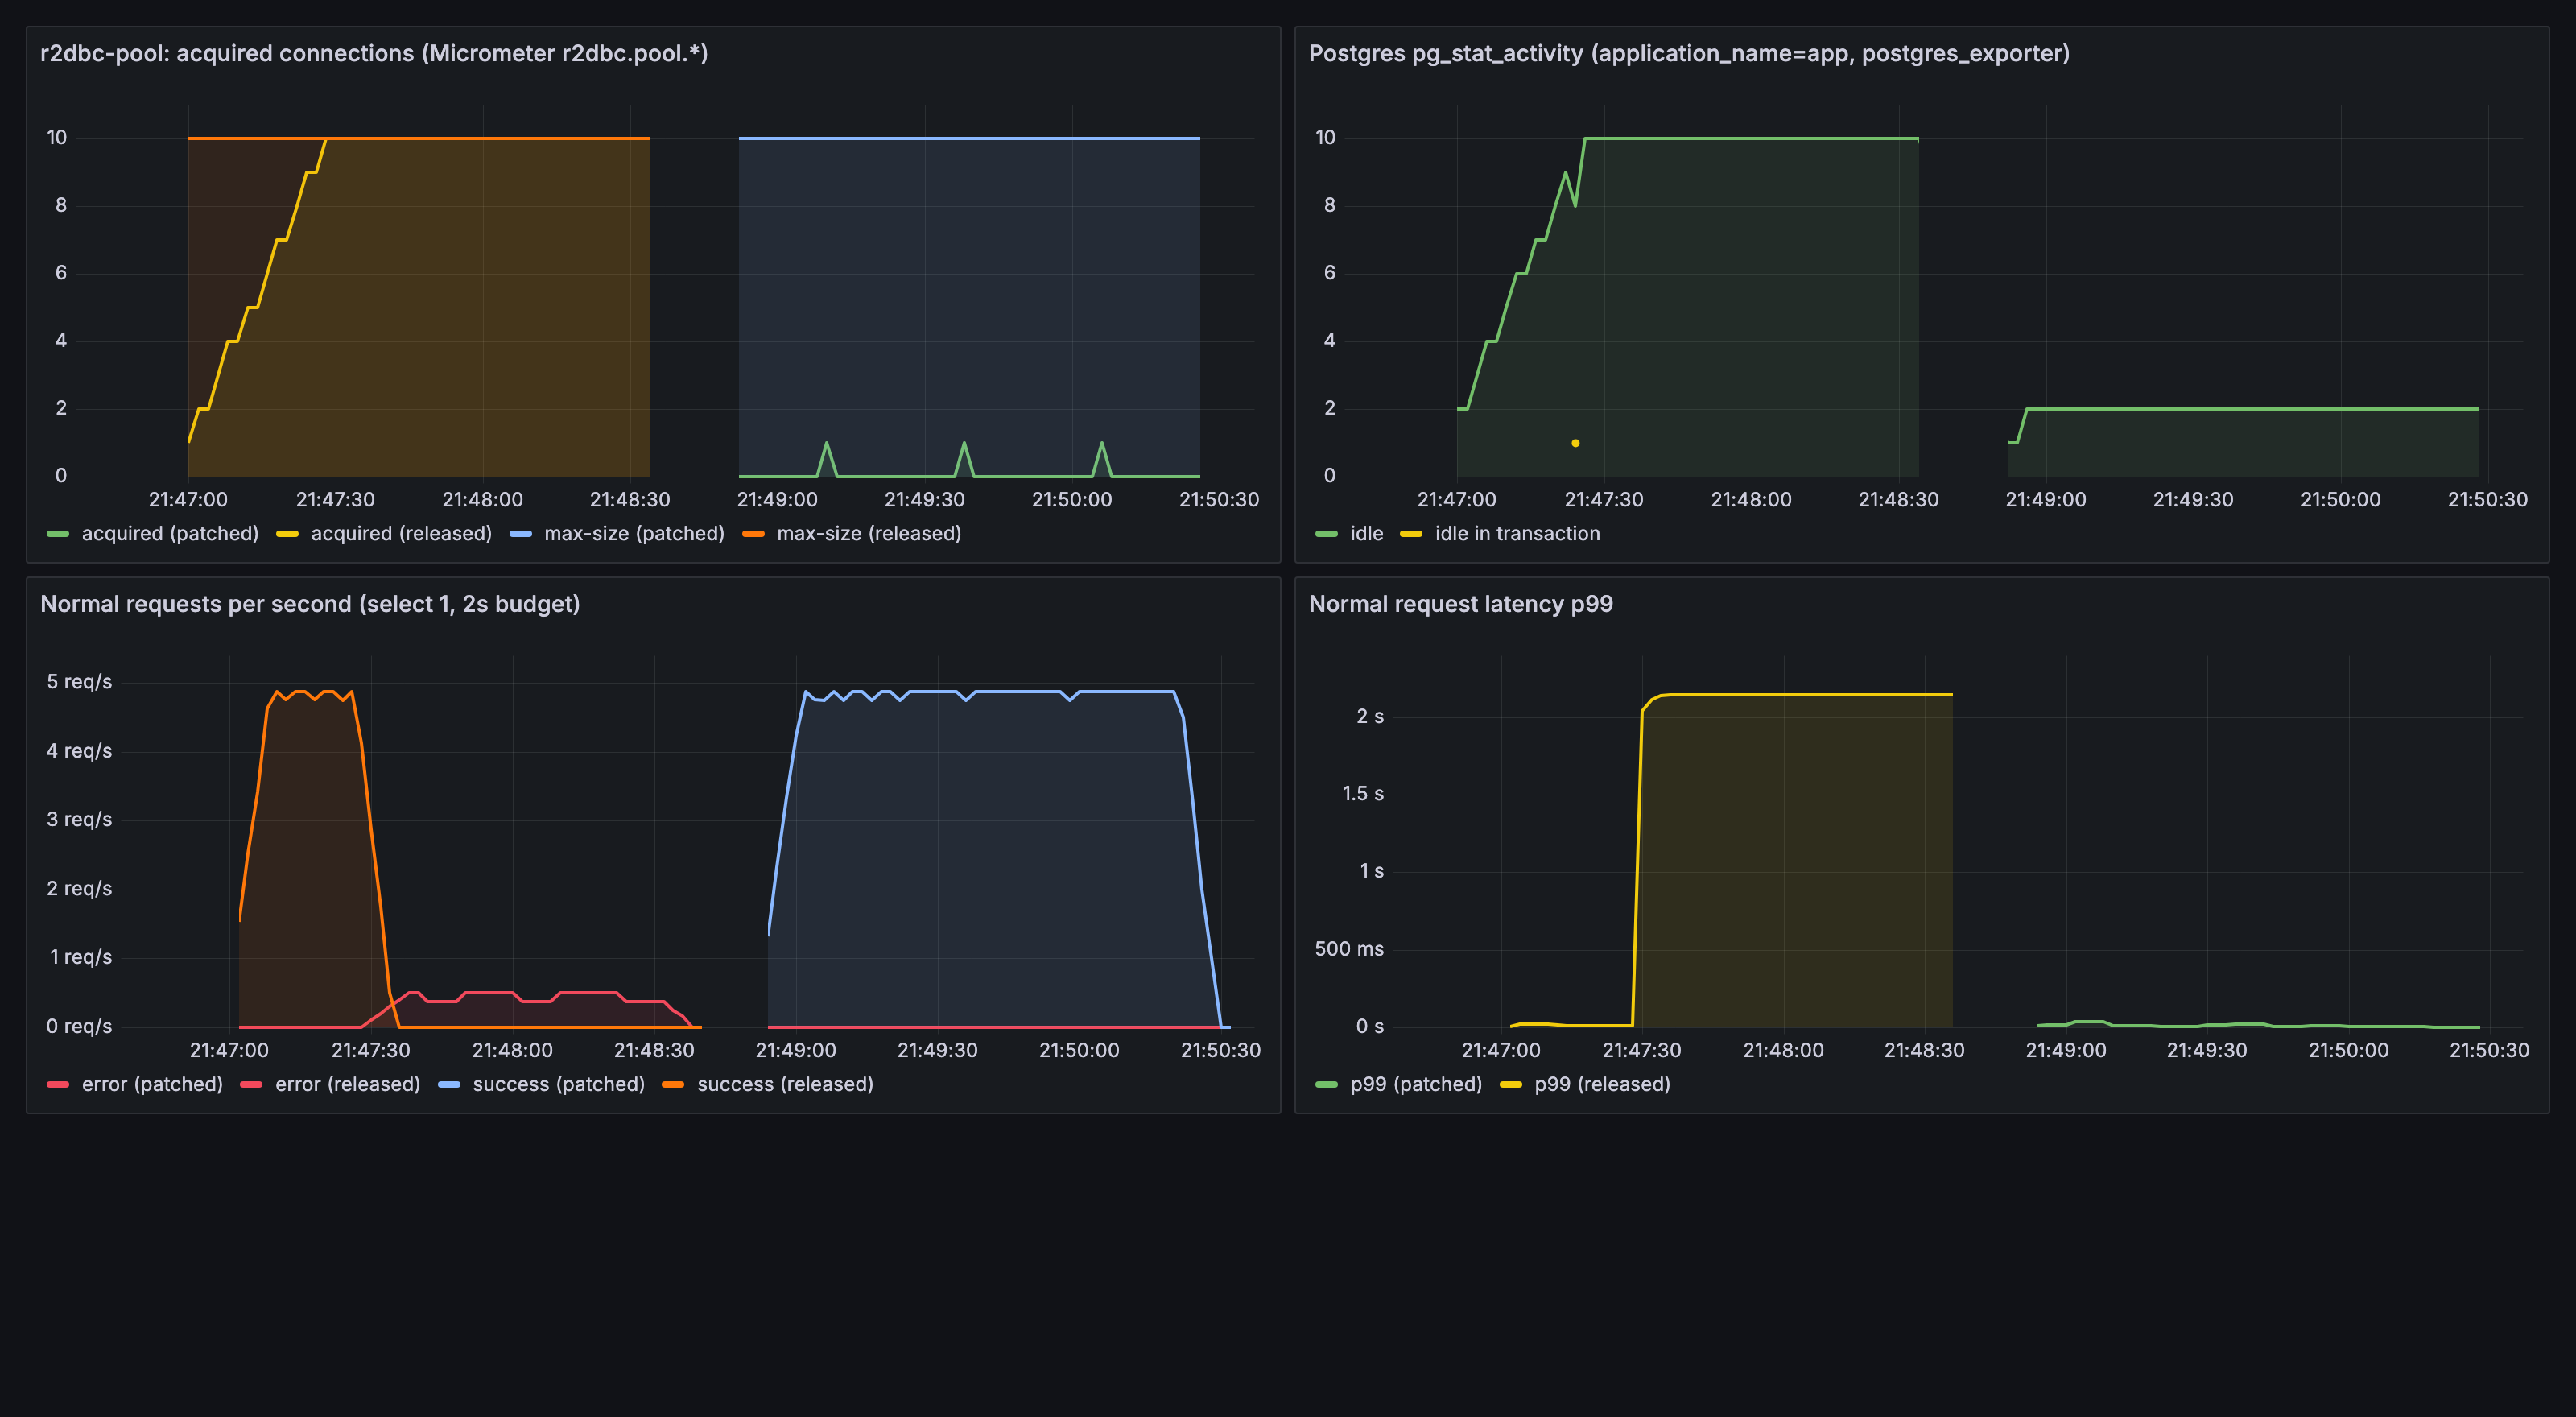 r2dbc-pool: acquired connections (Micrometer r2dbc.pool.*)
10
8
6
4
2
0
21:47:00 21:47:30 21:48:00 21:48:30 21:49:00 21:49:30 21:50:00 21:50:30
acquired (patched) acquired (released) max-size (patched) max-size (released)
Postgres pg_stat_activity (application_name=app, postgres_exporter)
10
8
6
4
2
0
21:47:00 21:47:30 21:48:00 21:48:30 21:49:00 21:49:30 21:50:00 21:50:30
idle idle in transaction
Normal requests per second (select 1, 2s budget)
5 req/s
4 req/s
3 req/s
2 req/s
1 req/s
0 req/s
21:47:00 21:47:30 21:48:00 21:48:30 21:49:00 21:49:30 21:50:00 21:50:30
error (patched) error (released) success (patched) success (released)
Normal request latency p99
2 s
1.5 s
1 s
500 ms
0 s
21:47:00 21:47:30 21:48:00 21:48:30 21:49:00 21:49:30 21:50:00 21:50:30
p99 (patched) p99 (released)